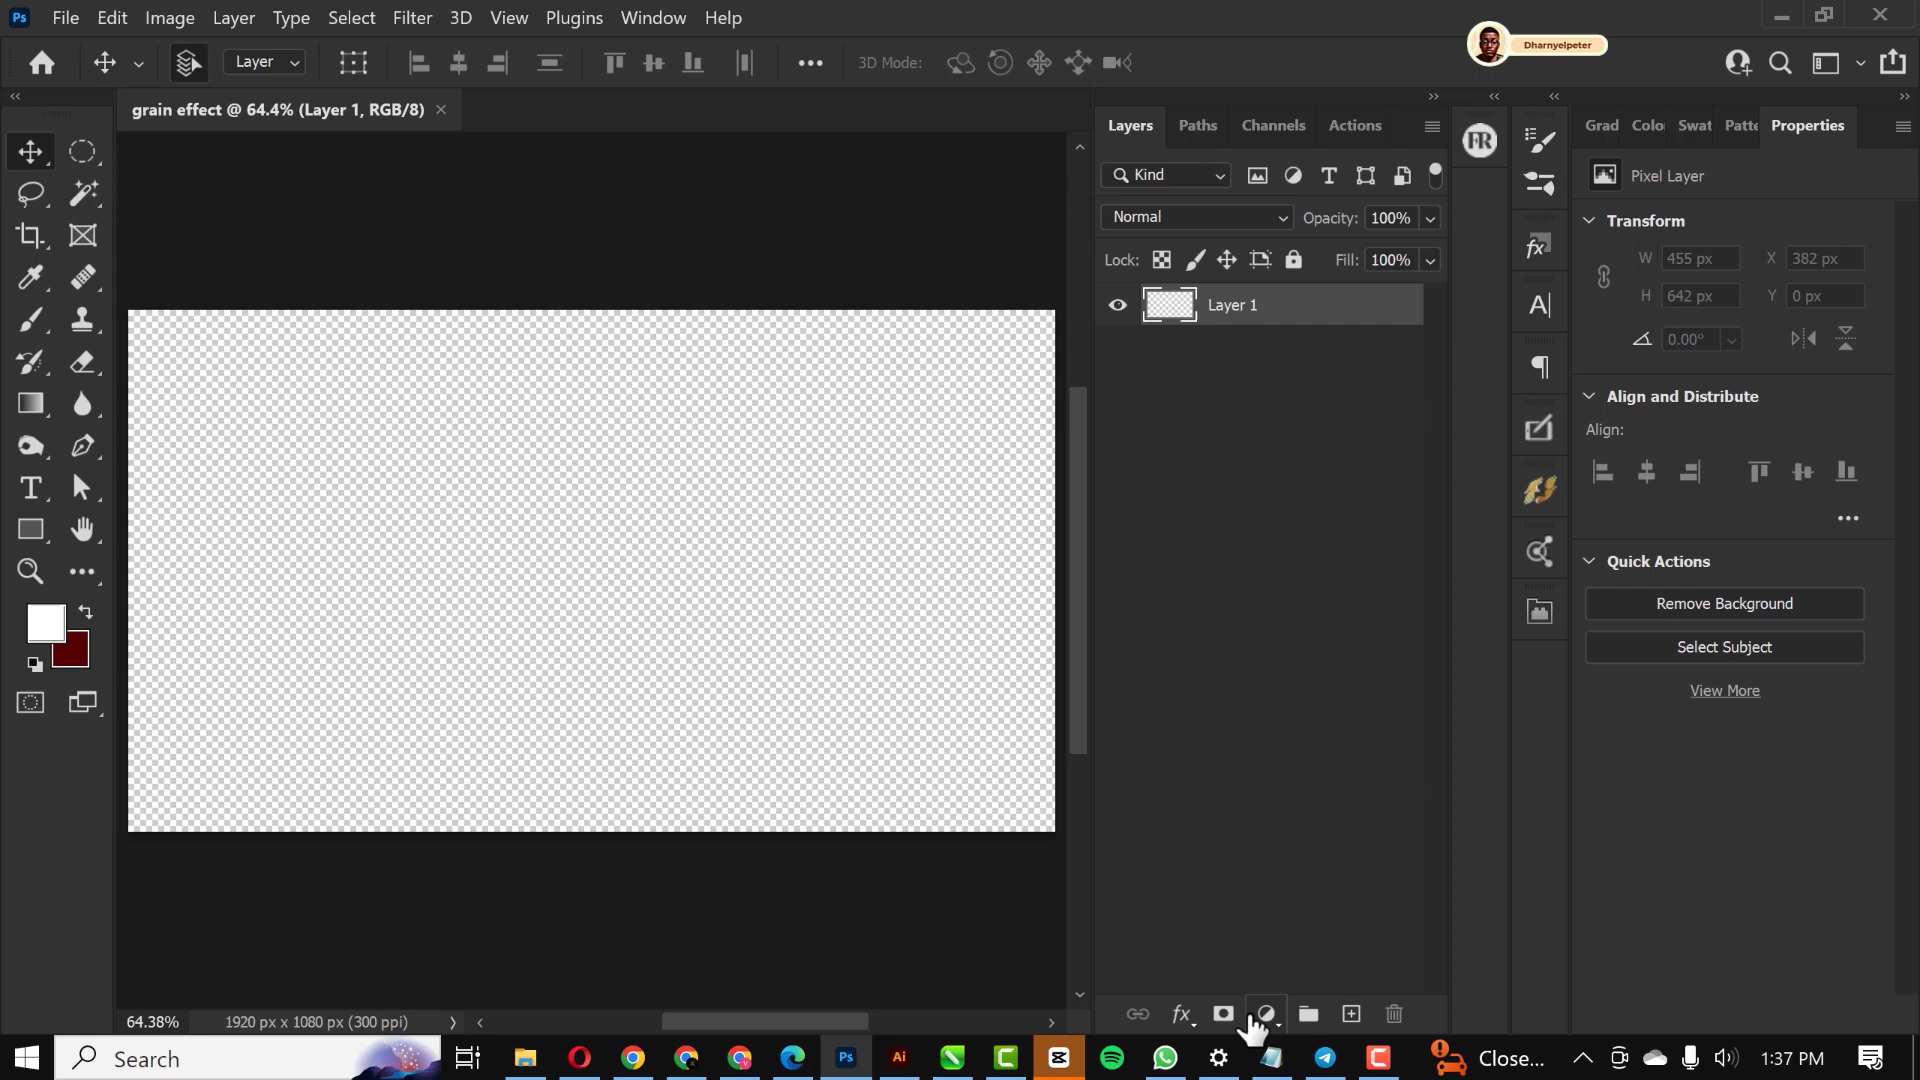 Ps File Edit Image Layer Type Select Filter 3D View Plugins Window Help
Dharnyelpeter
Layer 3D Mode:
grain effect @ 64.4% (Layer 1, RGB/8)
Layers Paths Channels Actions
FR
Grad Colo Swat Patte Properties
Kind
Pixel Layer
Normal Opacity: 100%
Transform
Lock: Fill: 100%
W 455 px X 382 px
H 642 px Y 0 px
Layer 1
0.00°
Align and Distribute
Align:
Quick Actions
Remove Background
Select Subject
View More
64.38% 1920 px x 1080 px (300 ppi)
Search
Ps Ai
Close...
1:37 PM